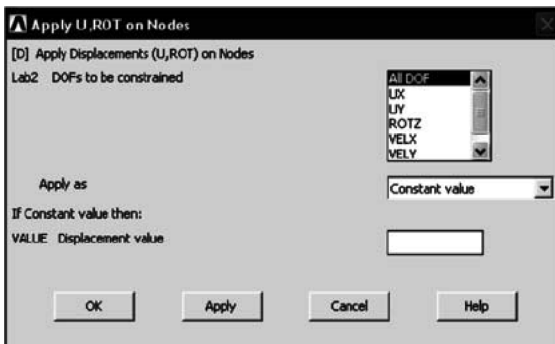 Apply U,ROT on Nodes
[D] Apply Displacements (U,ROT) on Nodes
Lab2 DOFs to be constrained
All DOF
UX
UY
ROTZ
VELX
VELY
Apply as
Constant value
If Constant value then:
VALUE Displacement value
OK Apply Cancel Help